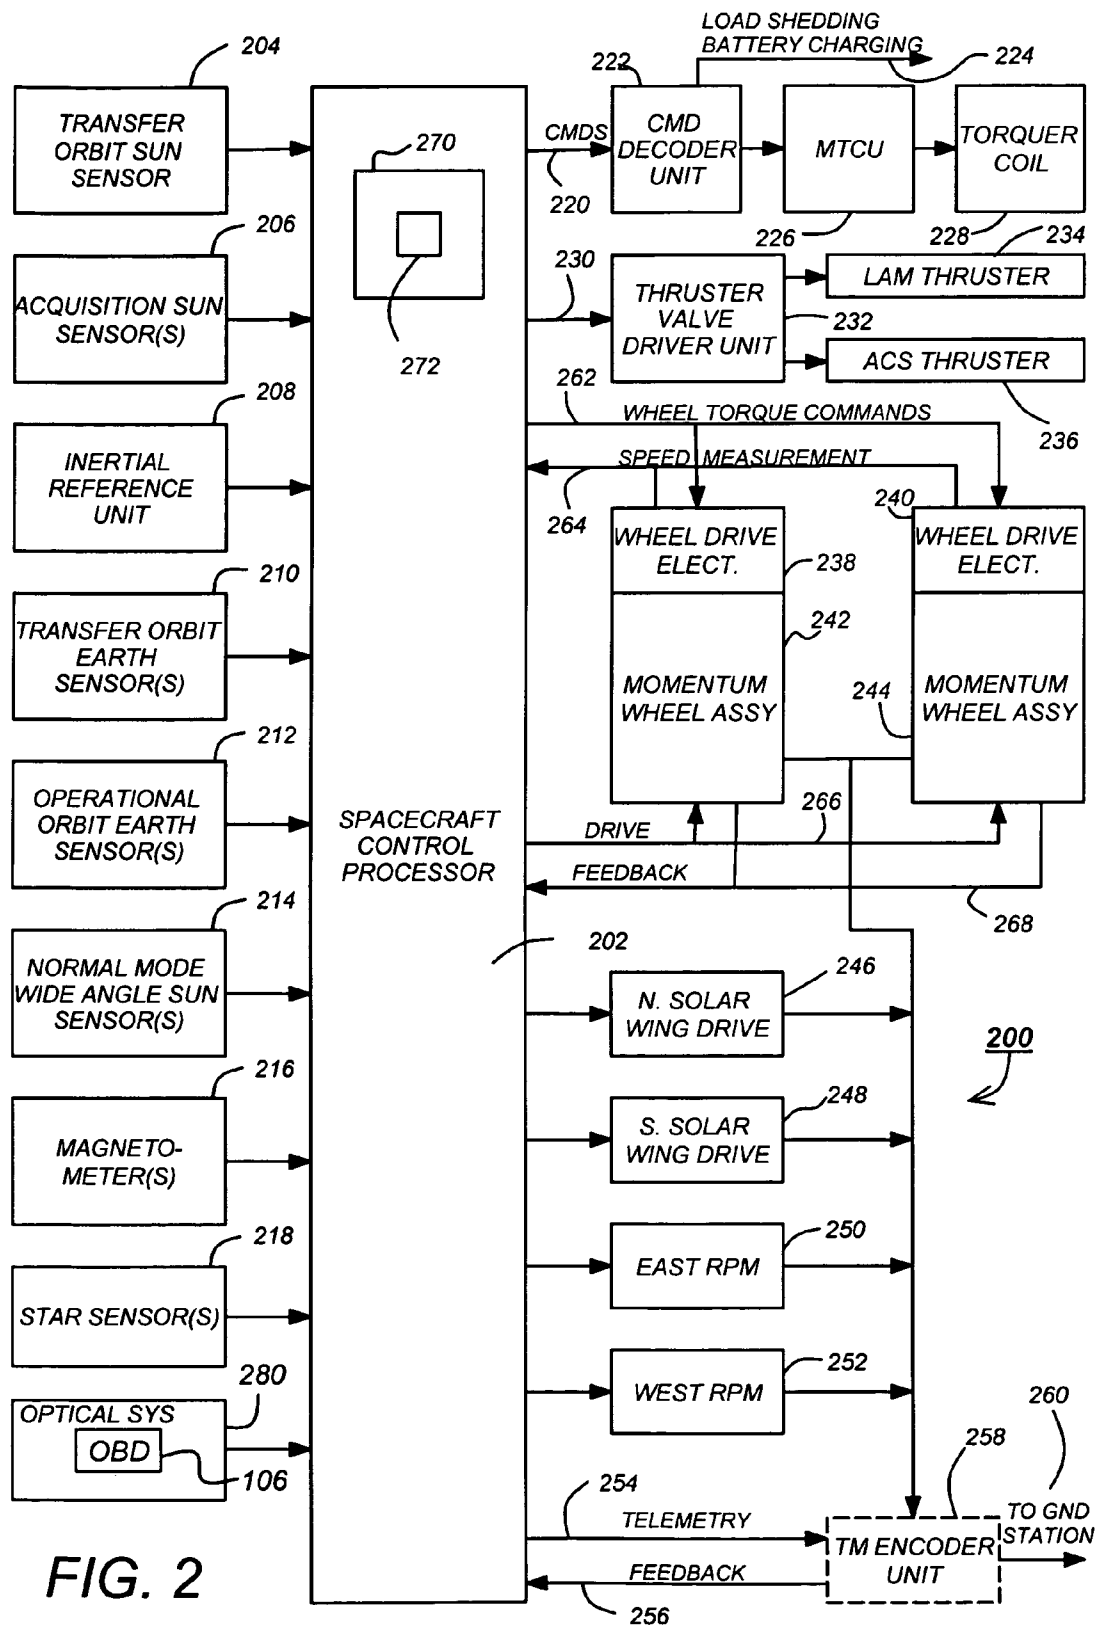 LOAD SHEDDING
BATTERY CHARGING
204
222
224
TRANSFER
ORBIT SUN
SENSOR
270
CMDS
220
CMD
DECODER
UNIT
MTCU
TORQUER
COIL
226
228
206
234
ACQUISITION SUN
SENSOR(S)
272
230
THRUSTER
VALVE
DRIVER UNIT
232
LAM THRUSTER
ACS THRUSTER
236
208
262
WHEEL TORQUE COMMANDS
SPEED MEASUREMENT
264
INERTIAL
REFERENCE
UNIT
240
WHEEL DRIVE
ELECT.
238
WHEEL DRIVE
ELECT.
210
242
TRANSFER ORBIT
EARTH
SENSOR(S)
MOMENTUM
WHEEL ASSY
244
MOMENTUM
WHEEL ASSY
212
OPERATIONAL
ORBIT EARTH
SENSOR(S)
SPACECRAFT
CONTROL
PROCESSOR
DRIVE
266
FEEDBACK
268
214
202
NORMAL MODE
WIDE ANGLE SUN
SENSOR(S)
N. SOLAR
WING DRIVE
246
200
216
MAGNETO-
METER(S)
S. SOLAR
WING DRIVE
248
218
STAR SENSOR(S)
EAST RPM
250
280
OPTICAL SYS
OBD
106
WEST RPM
252
254
TELEMETRY
FEEDBACK
256
258
TM ENCODER
UNIT
260
TO GND
STATION
FIG. 2